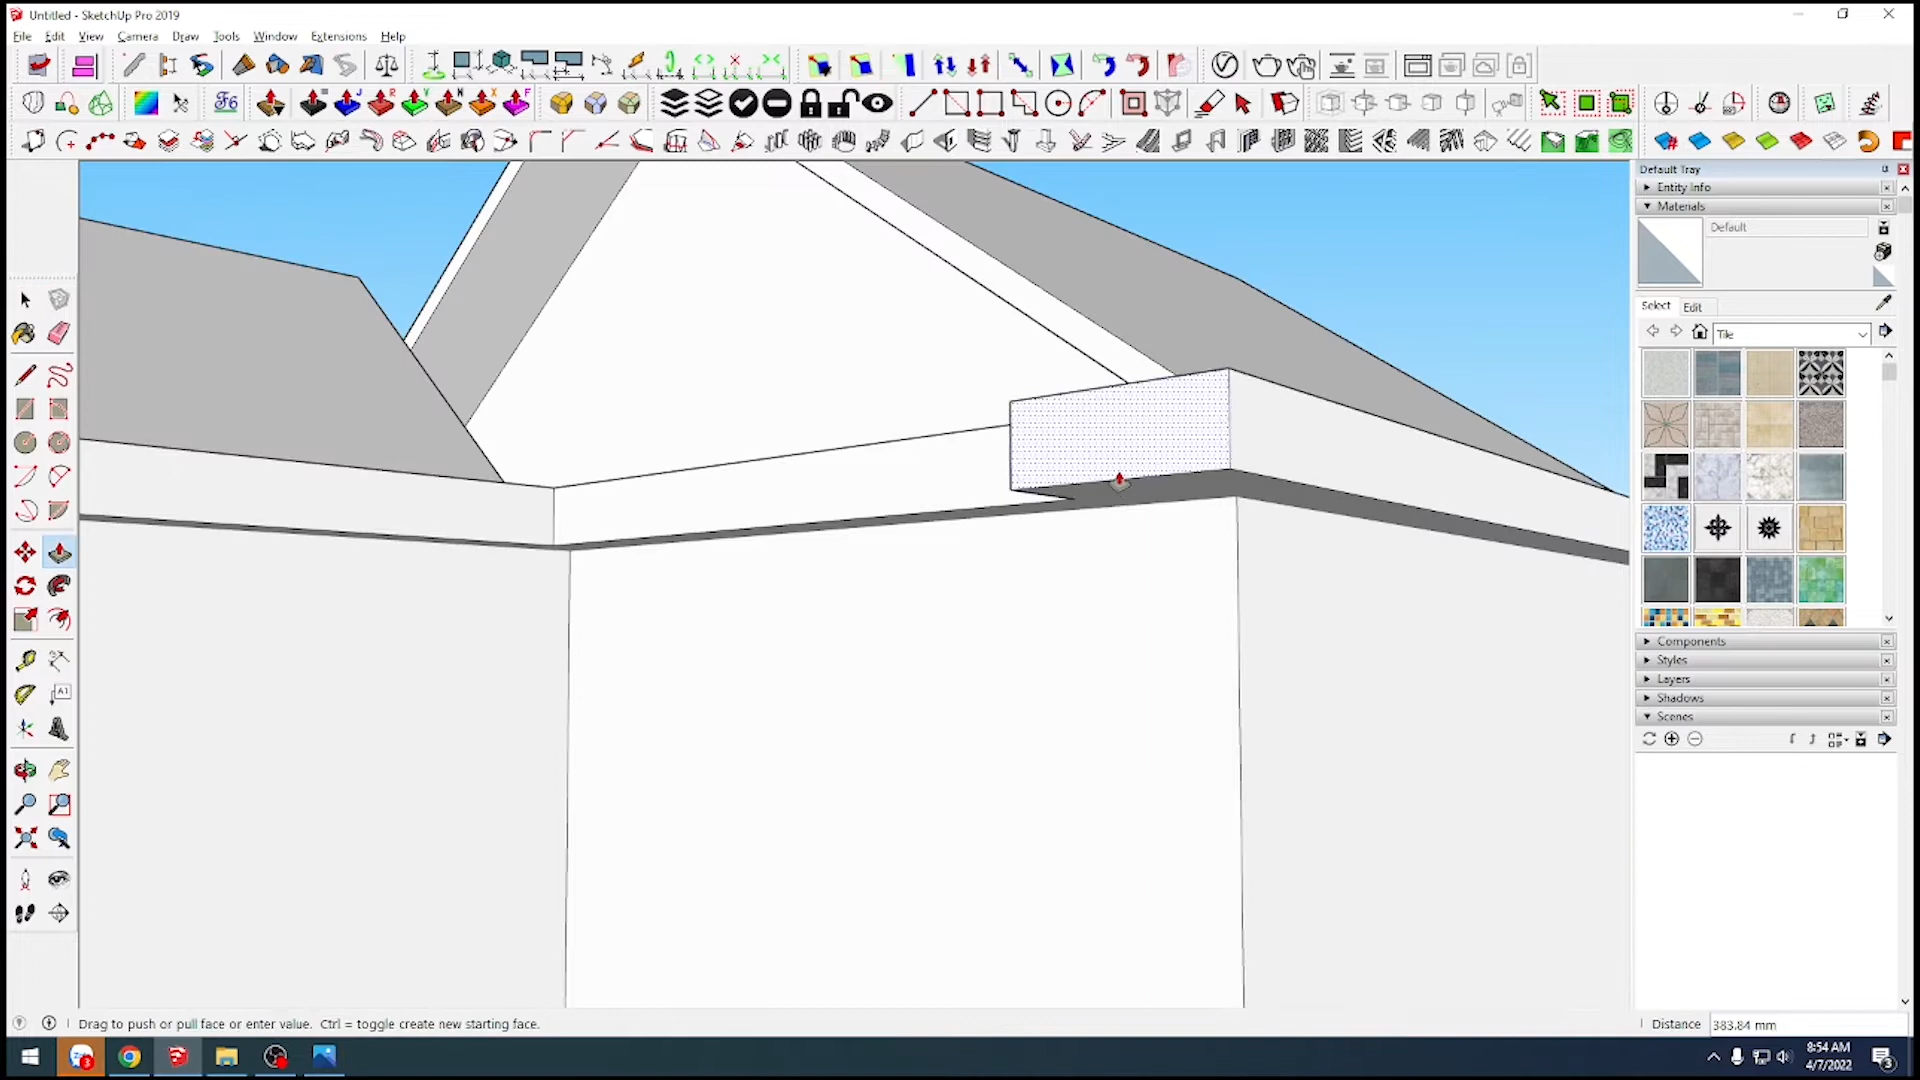 Untitled - SketchUp Pro 2019
File Edit View Camera Draw Tools Window Extensions Help
Default Tray
Entity Info
Materials
Default
Select Edit
Tile
Components
Styles
Layers
Shadows
Scenes
A1
Drag to push or pull face or enter value. Ctrl = toggle create new starting face.
Distance 383.84 mm
8:54 AM
4/7/2022